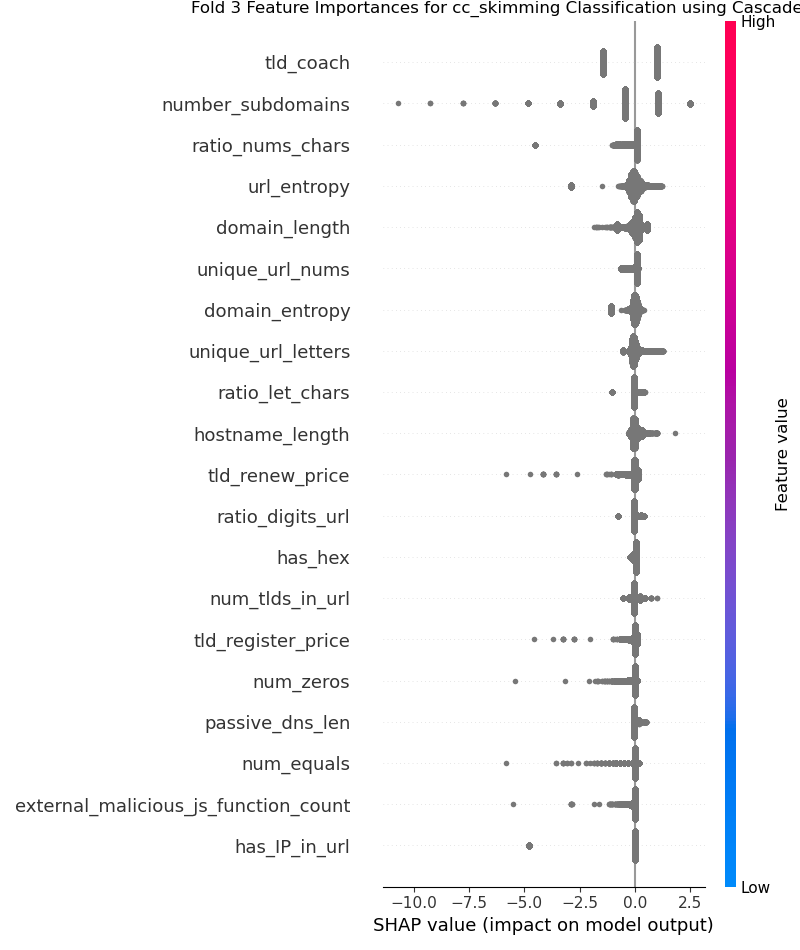 Fold 3 Feature Importances for cc_skimming Classification using Cascade
High
tld_coach
number_subdomains
ratio_nums_chars
url_entropy
domain_length
unique_url_nums
domain_entropy
unique_url_letters
ratio_let_chars
hostname_length
tld_renew_price
ratio_digits_url
has_hex
num_tlds_in_url
tld_register_price
num_zeros
passive_dns_len
num_equals
external_malicious_js_function_count
has_IP_in_url
Feature value
Low
−10.0 −7.5 −5.0 −2.5 0.0 2.5
SHAP value (impact on model output)